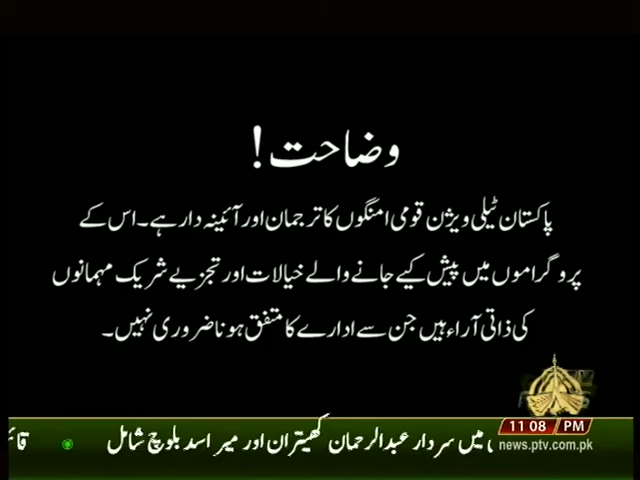 وضاحت!
پاکستان ٹیلی ویژن قومی امنگوں کا ترجمان اور آئینہ دار ہے۔ اس کے
پروگراموں میں پیش کیے جانے والے خیالات اور تجزیے شریک مہمانوں
کی ذاتی آراء ہیں جن سے ادارے کا متفق ہونا ضروری نہیں۔
11:08 PM
میں سردار عبدالرحمان کھیتران اور میر اسد بلوچ شامل
news.ptv.com.pk